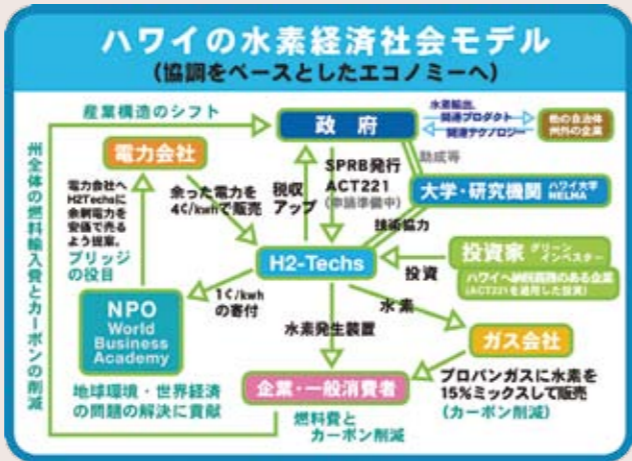 ハワイの水素経済社会モデル
(協調をベースとしたエコノミーへ)
産業構造のシフト
政府
水素輸出、
関連プロダクト
関連テクノロジー
他の自治体
州外の企業
電力会社
税収
アップ
SPRB発行
ACT221
(申請準備中)
助成等
大学・研究機関 ハワイ大学
NELMA
州全体の燃料輸入費とカーボンの削減
電力会社へ
H2Techsに
余剰電力を
安価で売る
よう提案。
ブリッジ
の役目
余った電力を
4¢/kwhで販売
技術協力
H2-Techs
投資家 グリーン
インベスター
ハワイへ納税義務のある企業
(ACT221を適用した投資)
投資
NPO
World
Business
Academy
1¢/kwh
の寄付
水素
水素発生装置
ガス会社
地球環境・世界経済
の問題の解決に貢献
企業・一般消費者
プロパンガスに水素を
15%ミックスして販売
(カーボン削減)
燃料費と
カーボン削減